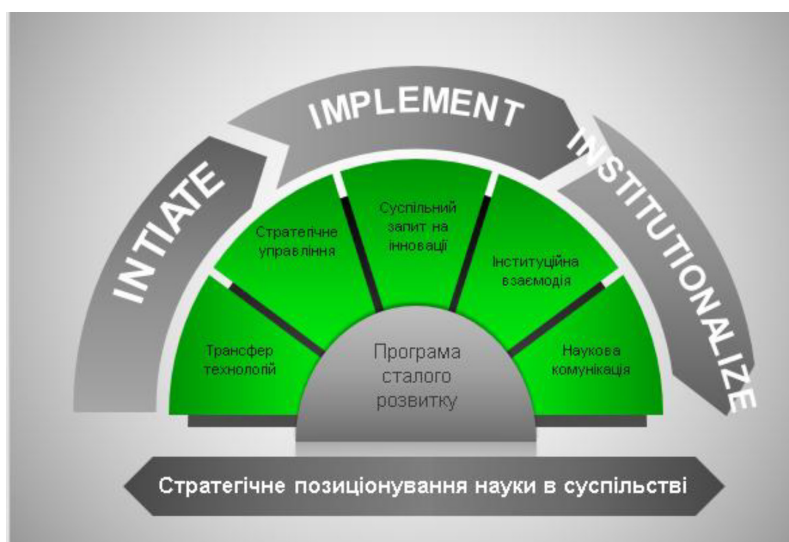 INTIATE
IMPLEMENT
INSTITUTIONALIZE
Трансфер
технологій
Стратегічне
управління
Суспільний
запит на
інновації
Інституційна
взаємодія
Наукова
комунікація
Програма
сталого
розвитку
Стратегічне позиціонування науки в суспільстві